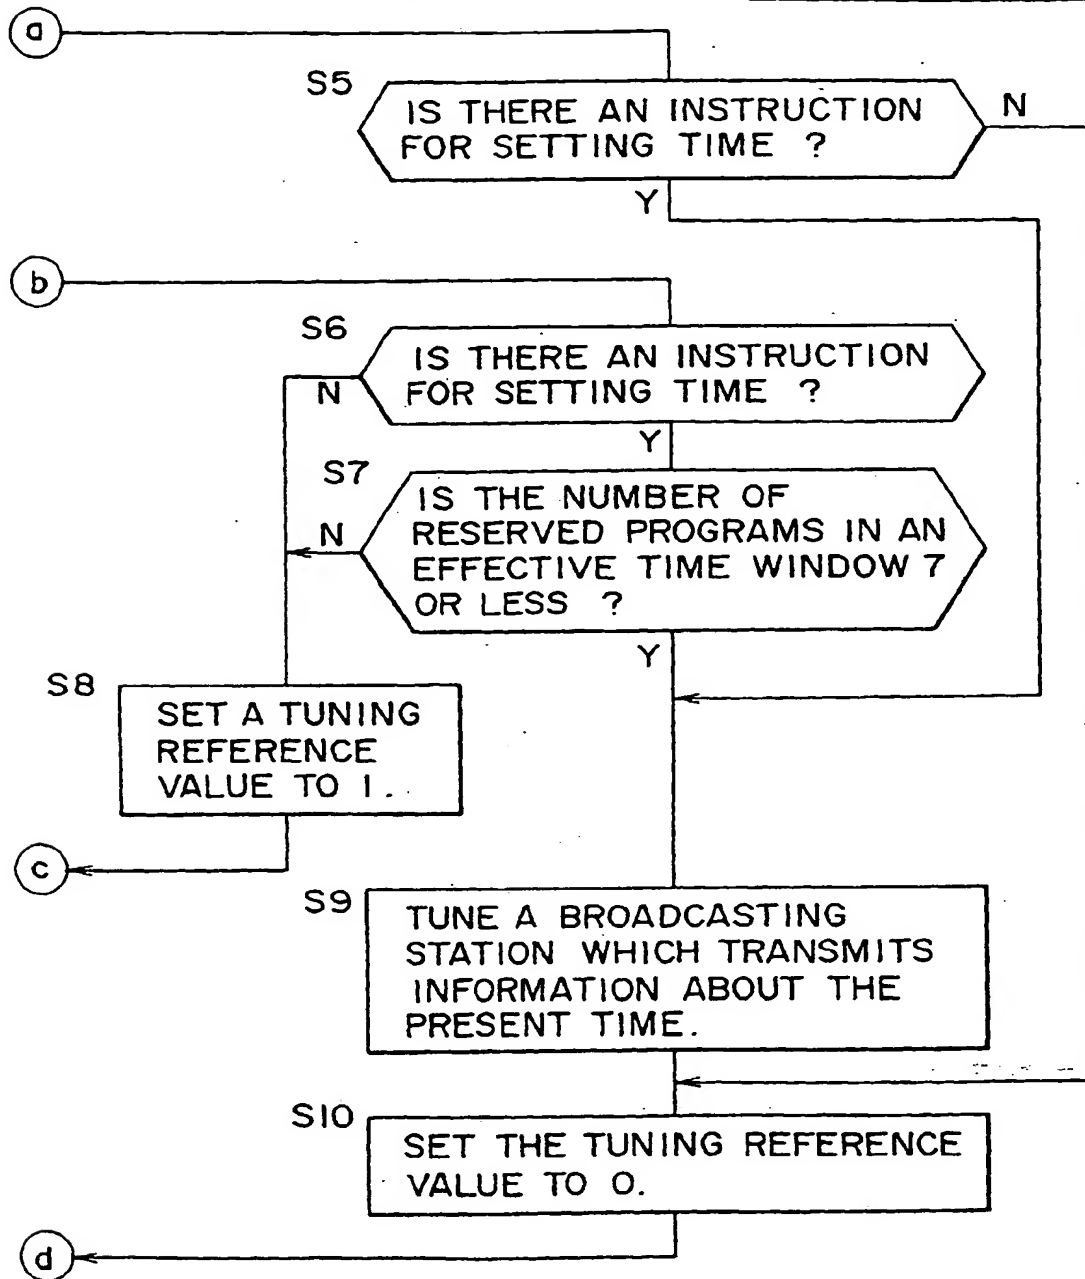 a
S5
IS THERE AN INSTRUCTION
FOR SETTING TIME ?
N
Y
b
S6
IS THERE AN INSTRUCTION
FOR SETTING TIME ?
N
Y
S7
IS THE NUMBER OF
RESERVED PROGRAMS IN AN
EFFECTIVE TIME WINDOW 7
OR LESS ?
N
Y
S8
SET A TUNING
REFERENCE
VALUE TO 1.
c
S9
TUNE A BROADCASTING
STATION WHICH TRANSMITS
INFORMATION ABOUT THE
PRESENT TIME.
S10
SET THE TUNING REFERENCE
VALUE TO 0.
d